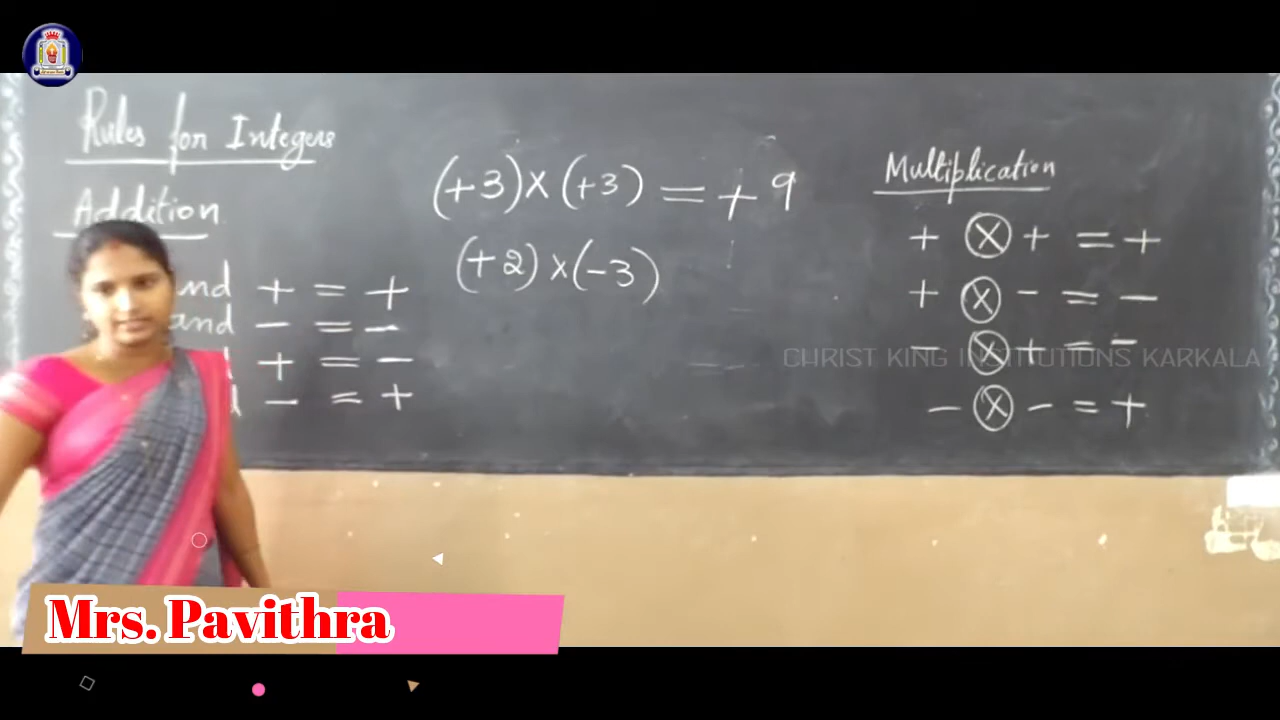 Rules for Integers
Addition
and + = +
and - = -
+ = -
- = +
(+3)×(+3) = +9
(+2)×(-3)
Multiplication
+ × + = +
+ × - = -
- × + = -
- × - = +
CHRIST KING INSTITUTIONS KARKALA
Mrs. Pavithra